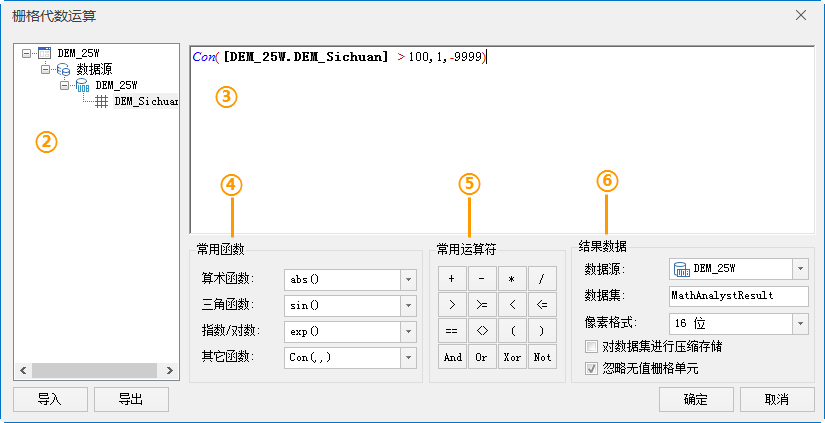 栅格代数运算
DEM_25W
数据源
DEM_25W
DEM_Sichuan
②
Con( [DEM_25W.DEM_Sichuan] >100,1,-9999)
③
④
⑤
⑥
常用函数
算术函数: abs()
三角函数: sin()
指数/对数: exp()
其它函数: Con(,,)
常用运算符
+ - * /
> >= < <=
== <> ( )
And Or Xor Not
结果数据
数据源: DEM_25W
数据集: MathAnalystResult
像素格式: 16 位
对数据集进行压缩存储
忽略无值栅格单元
导入 导出 确定 取消